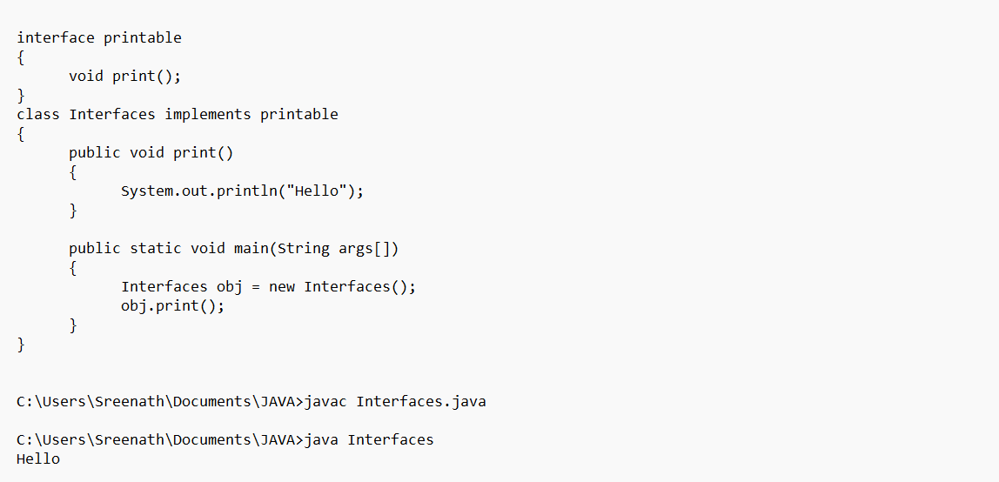 interface printable
{
      void print();
}
class Interfaces implements printable
{
      public void print()
      {
            System.out.println("Hello");
      }

      public static void main(String args[])
      {
            Interfaces obj = new Interfaces();
            obj.print();
      }
}


C:\Users\Sreenath\Documents\JAVA>javac Interfaces.java

C:\Users\Sreenath\Documents\JAVA>java Interfaces
Hello